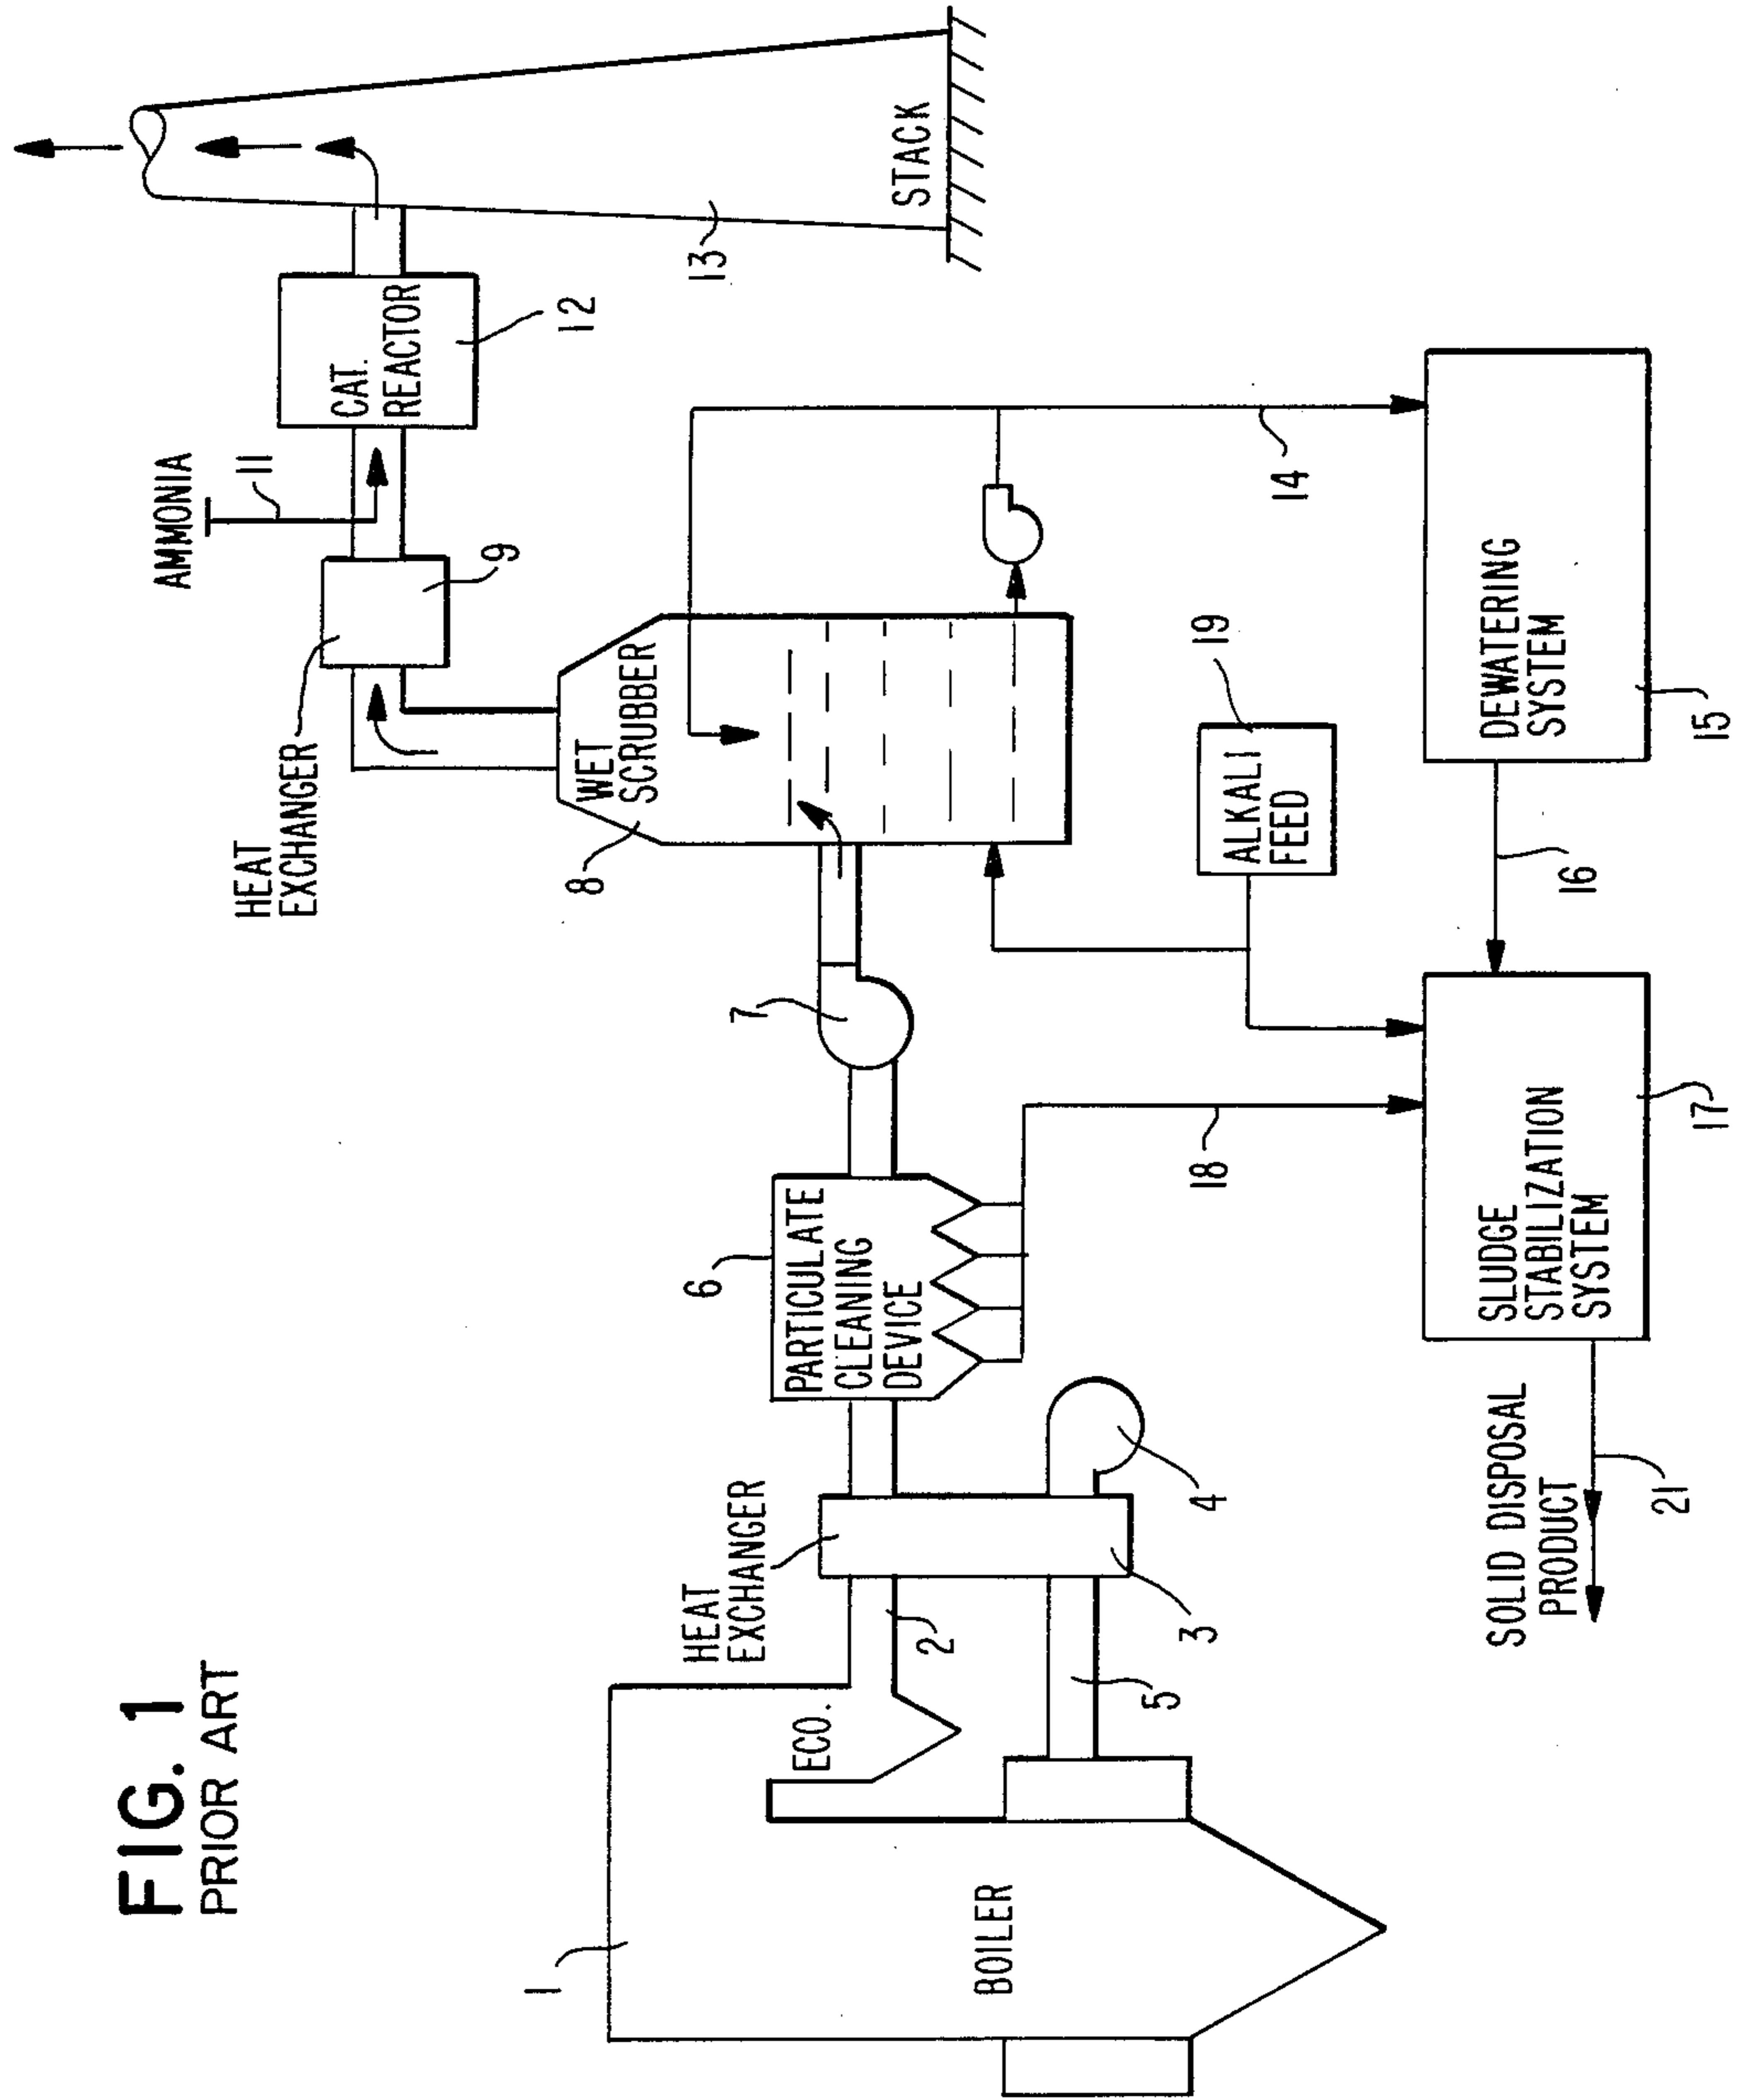 FIG. 1
PRIOR ART
1
BOILER
ECO.
2
HEAT
EXCHANGER
3
4
5
6
PARTICULATE
CLEANING
DEVICE
7
8
WET
SCRUBBER
HEAT
EXCHANGER
9
AMMONIA
11
CAT.
REACTOR
12
13
STACK
14
DEWATERING
SYSTEM
15
16
ALKALI
FEED
19
18
SLUDGE
STABILIZATION
SYSTEM
17
SOLID DISPOSAL
PRODUCT
21